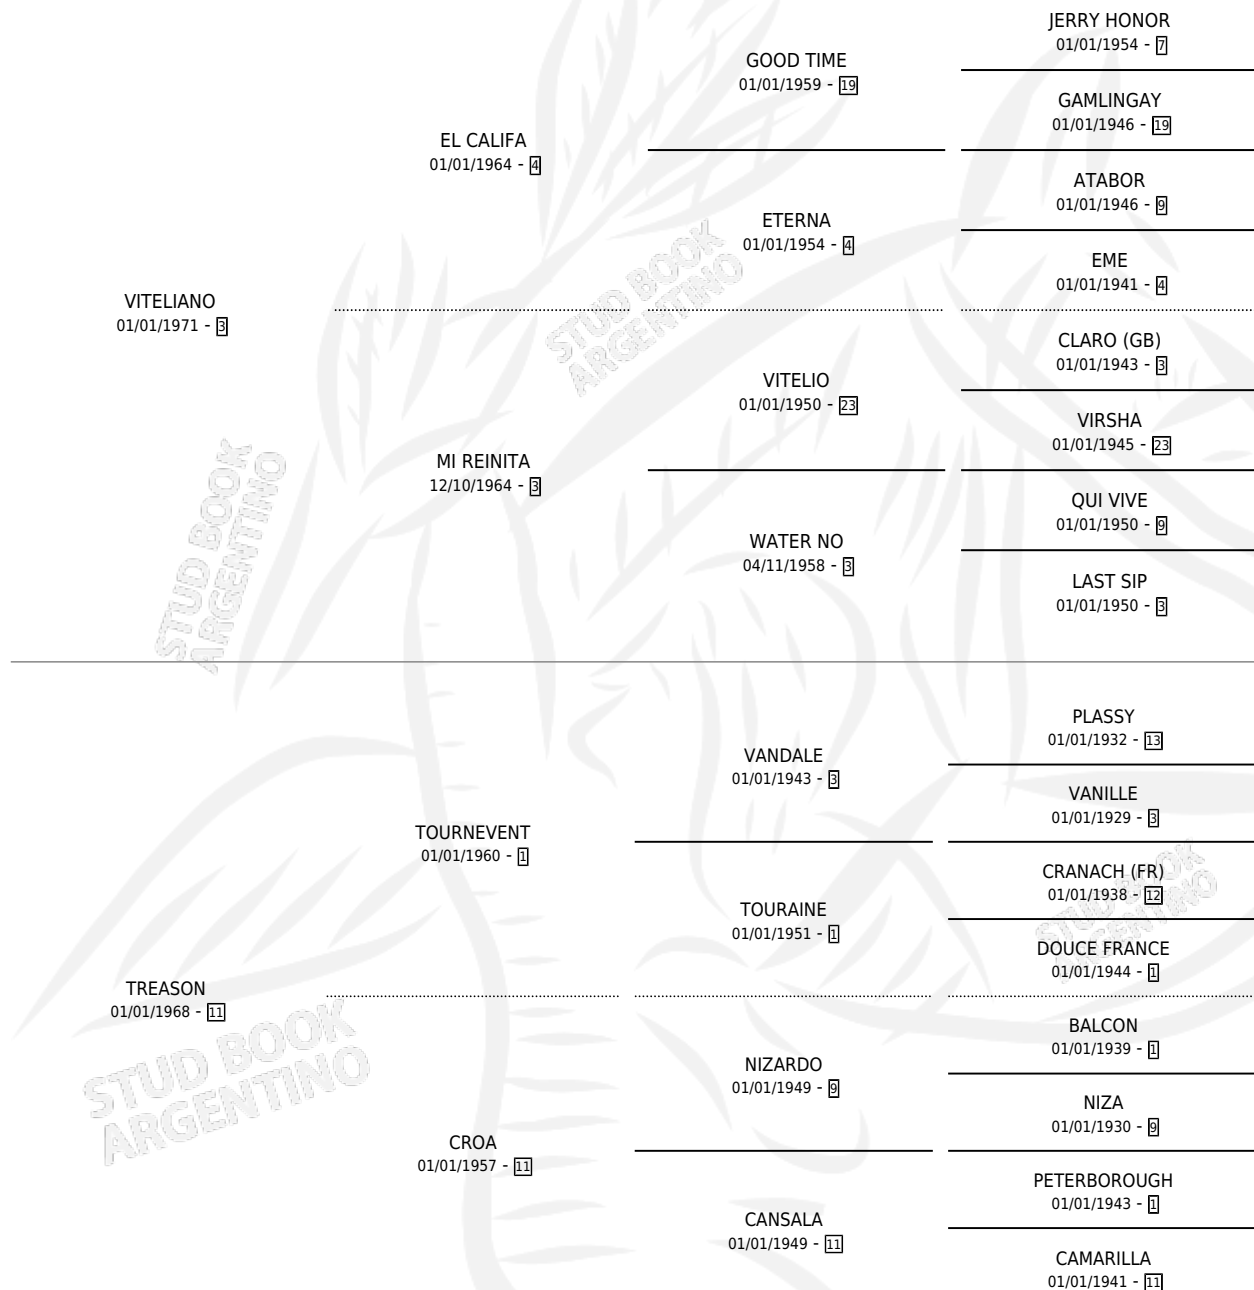 JERRY HONOR
01/01/1954 - 7
GOOD TIME
01/01/1959 - 19
GAMLINGAY
01/01/1946 - 19
EL CALIFA
01/01/1964 - 4
ATABOR
01/01/1946 - 9
ETERNA
01/01/1954 - 4
EME
01/01/1941 - 4
VITELIANO
01/01/1971 - 3
CLARO (GB)
01/01/1943 - 3
VITELIO
01/01/1950 - 23
VIRSHA
01/01/1945 - 23
MI REINITA
12/10/1964 - 3
QUI VIVE
01/01/1950 - 9
WATER NO
04/11/1958 - 3
LAST SIP
01/01/1950 - 3
STUD BOOK
ARGENTINO
STUD BOOK
ARGENTINO
PLASSY
01/01/1932 - 13
VANDALE
01/01/1943 - 3
VANILLE
01/01/1929 - 3
TOURNEVENT
01/01/1960 - 1
CRANACH (FR)
01/01/1938 - 12
TOURAINE
01/01/1951 - 1
DOUCE FRANCE
01/01/1944 - 1
TREASON
01/01/1968 - 11
BALCON
01/01/1939 - 1
NIZARDO
01/01/1949 - 9
NIZA
01/01/1930 - 9
CROA
01/01/1957 - 11
PETERBOROUGH
01/01/1943 - 1
CANSALA
01/01/1949 - 11
CAMARILLA
01/01/1941 - 11
STUD BOOK
ARGENTINO
STUD BOOK
ARGENTINO